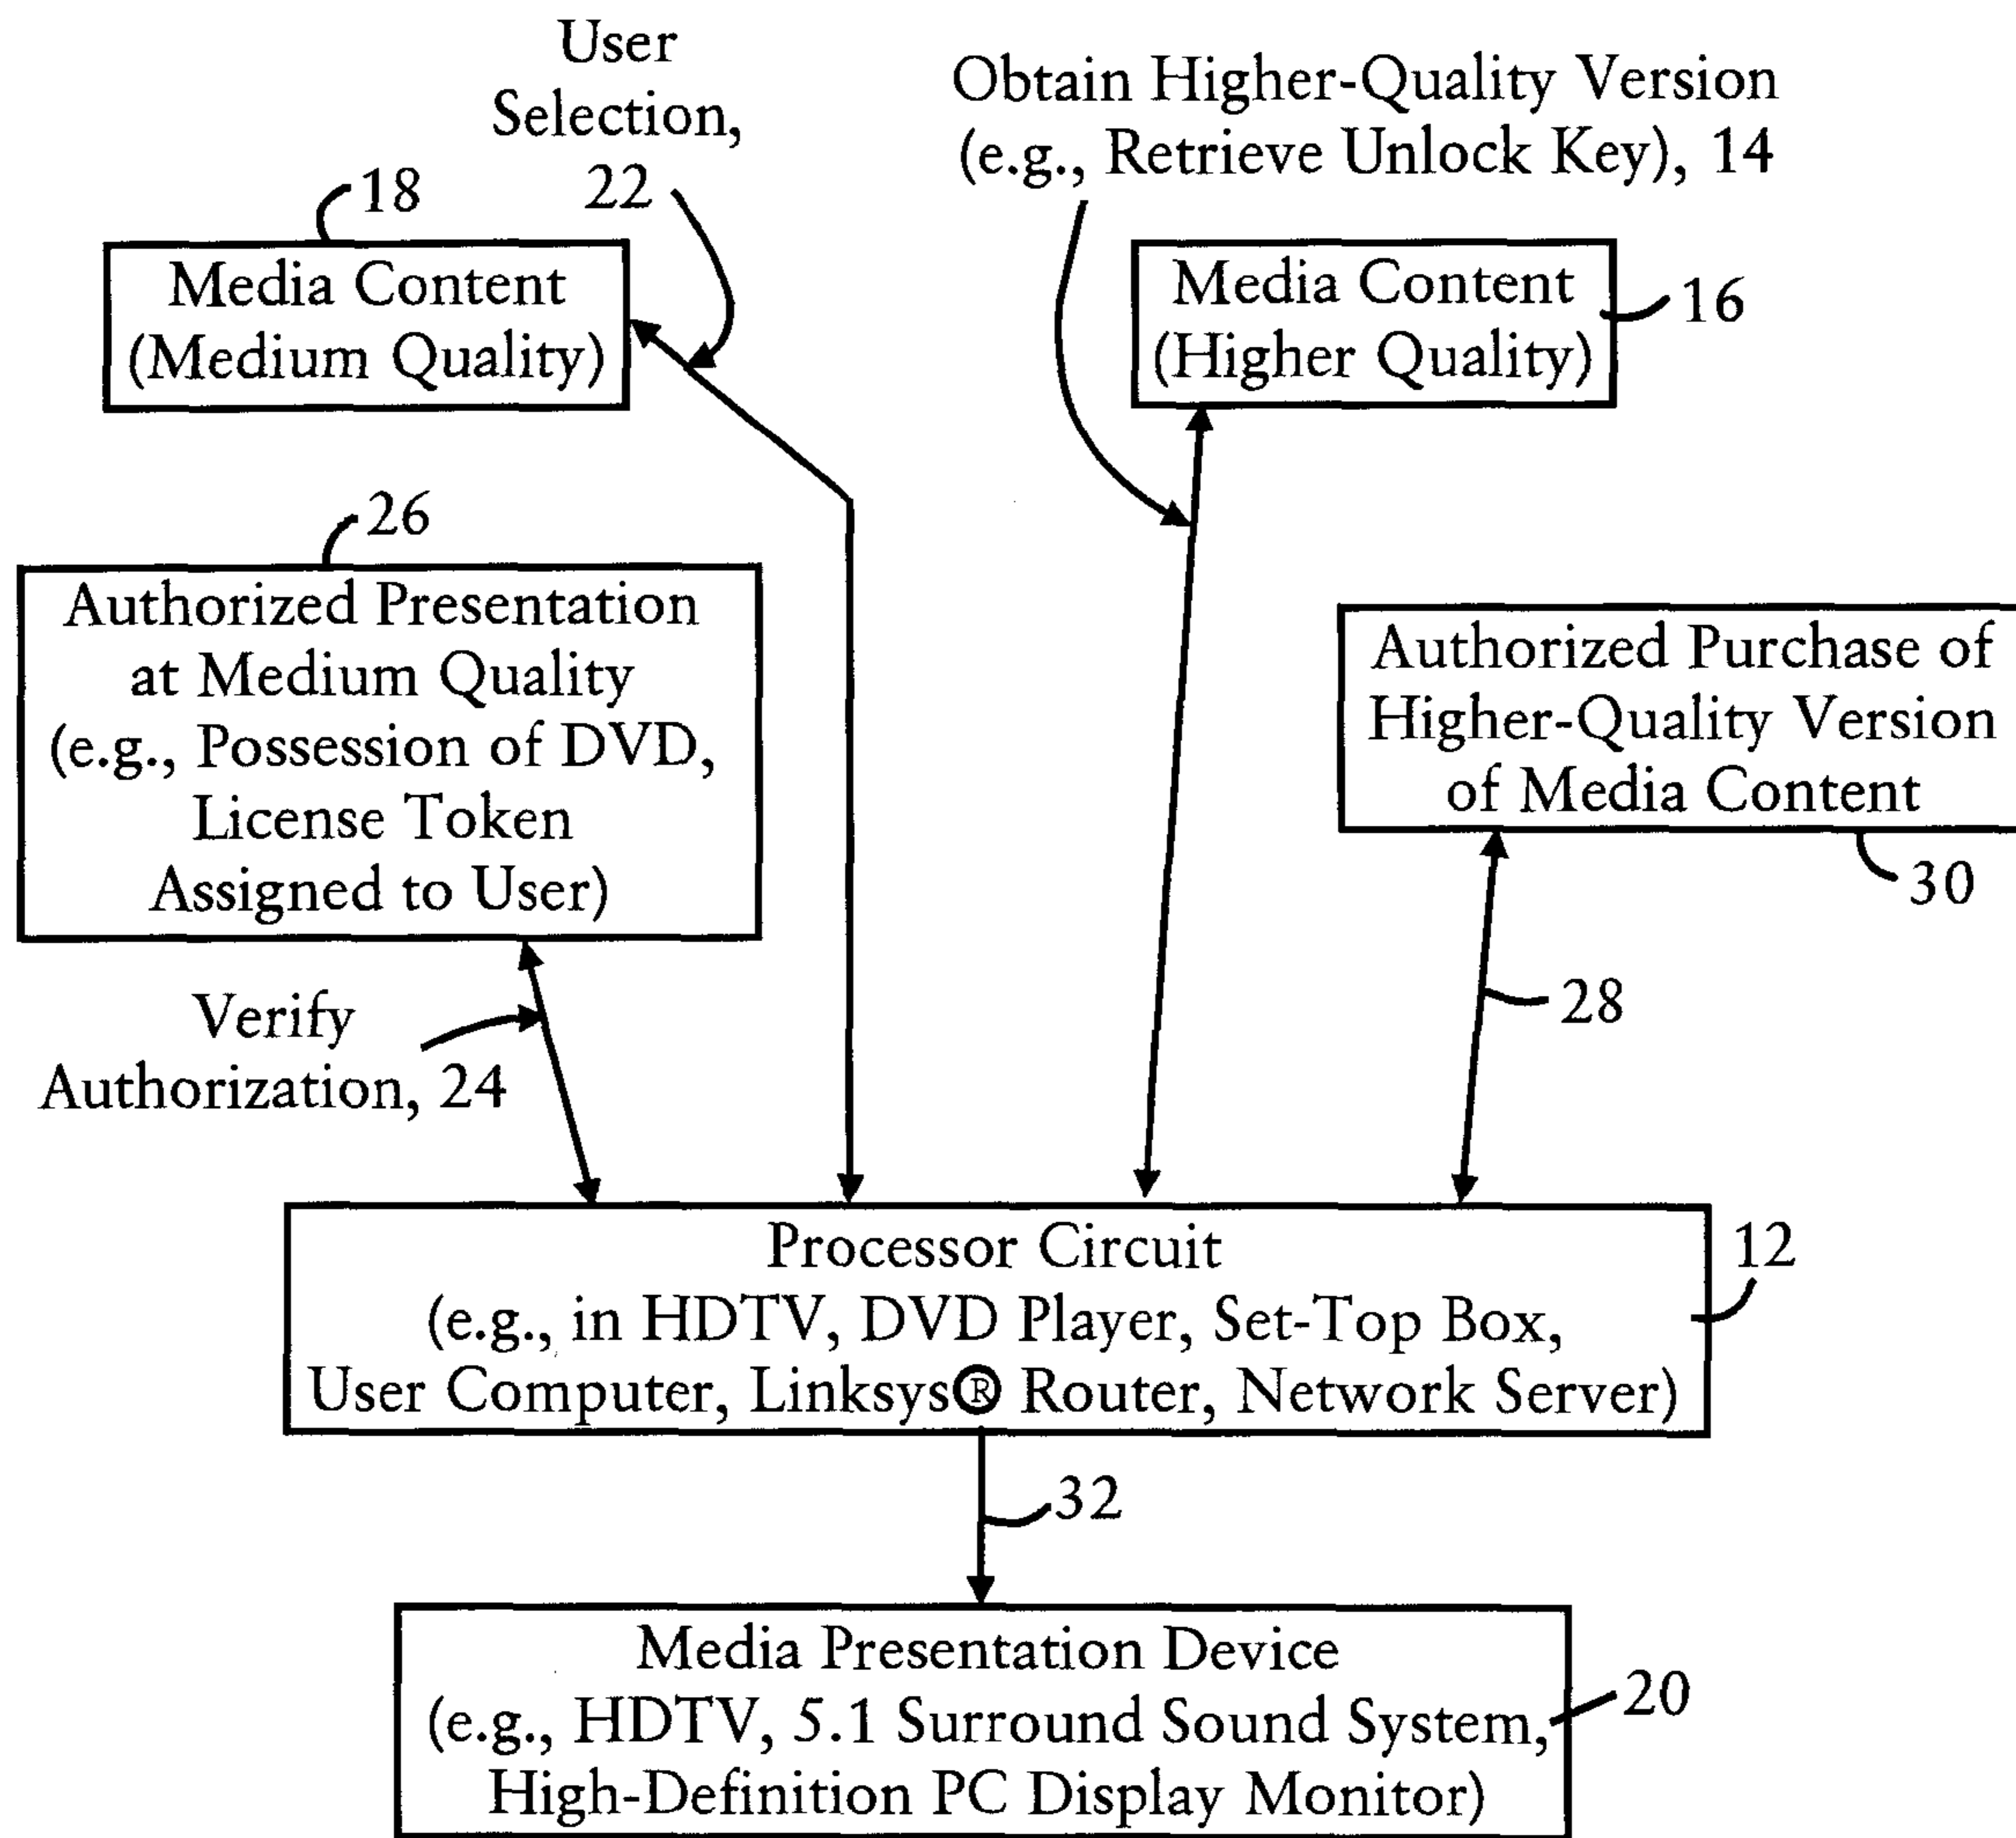 User
Selection,
22
Obtain Higher-Quality Version
(e.g., Retrieve Unlock Key), 14
18
Media Content
(Medium Quality)
Media Content
(Higher Quality)
16
26
Authorized Presentation
at Medium Quality
(e.g., Possession of DVD,
License Token
Assigned to User)
Authorized Purchase of
Higher-Quality Version
of Media Content
30
Verify
Authorization, 24
28
Processor Circuit
(e.g., in HDTV, DVD Player, Set-Top Box,
User Computer, Linksys® Router, Network Server)
12
32
Media Presentation Device
(e.g., HDTV, 5.1 Surround Sound System,
High-Definition PC Display Monitor)
20